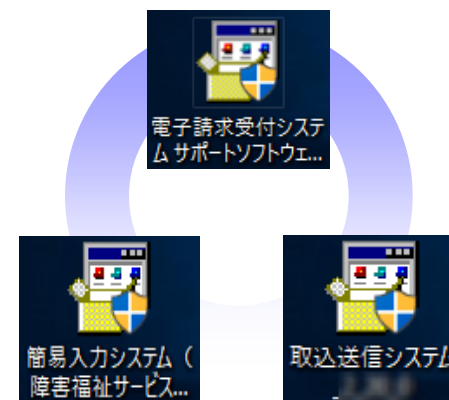 電子請求受付システ
ム サポートソフトウェ...
簡易入力システム（
障害福祉サービス...
取込送信システム